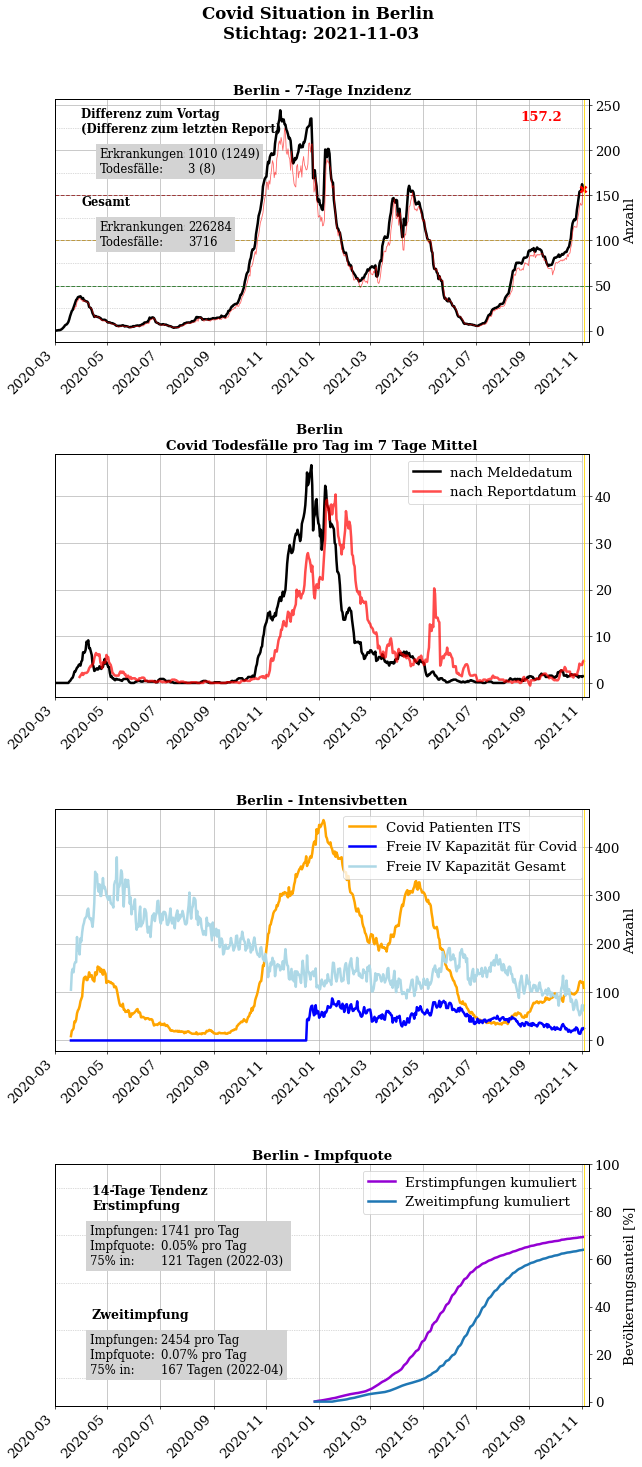 Covid Situation in Berlin
Stichtag: 2021-11-03
Berlin - 7-Tage Inzidenz
Differenz zum Vortag
(Differenz zum letzten Report)
Erkrankungen 1010 (1249)
Todesfälle: 3 (8)
Gesamt
Erkrankungen 226284
Todesfälle: 3716
157.2
250
200
150
100
50
0
Anzahl
2020-03
2020-05
2020-07
2020-09
2020-11
2021-01
2021-03
2021-05
2021-07
2021-09
2021-11
Berlin
Covid Todesfälle pro Tag im 7 Tage Mittel
nach Meldedatum
nach Reportdatum
40
30
20
10
0
2020-03
2020-05
2020-07
2020-09
2020-11
2021-01
2021-03
2021-05
2021-07
2021-09
2021-11
Berlin - Intensivbetten
Covid Patienten ITS
Freie IV Kapazität für Covid
Freie IV Kapazität Gesamt
400
300
200
100
0
Anzahl
2020-03
2020-05
2020-07
2020-09
2020-11
2021-01
2021-03
2021-05
2021-07
2021-09
2021-11
Berlin - Impfquote
14-Tage Tendenz
Erstimpfung
Impfungen: 1741 pro Tag
Impfquote: 0.05% pro Tag
75% in: 121 Tagen (2022-03)
Zweitimpfung
Impfungen: 2454 pro Tag
Impfquote: 0.07% pro Tag
75% in: 167 Tagen (2022-04)
Erstimpfungen kumuliert
Zweitimpfung kumuliert
100
80
60
40
20
0
Bevölkerungsanteil [%]
2020-03
2020-05
2020-07
2020-09
2020-11
2021-01
2021-03
2021-05
2021-07
2021-09
2021-11